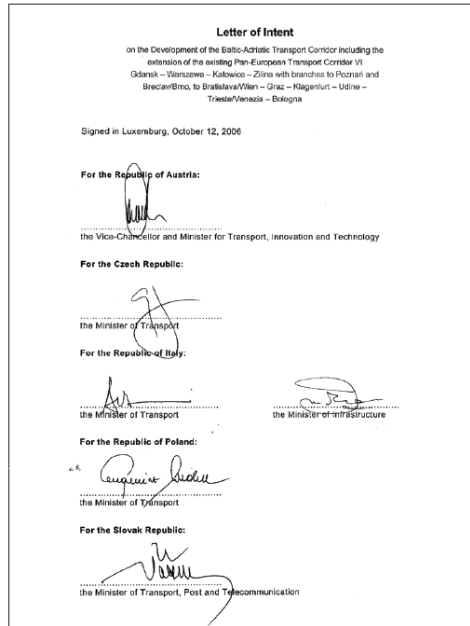 Letter of Intent
on the Development of the Baltic-Adriatic Transport Corridor including the
extension of the existing Pan-European Transport Corridor VI
Gdansk – Warszawa – Katowice – Zilina with branches to Poznań and
Breclav/Brno, to Bratislava/Wien – Graz – Klagenfurt – Udine –
Trieste/Venezia – Bologna
Signed in Luxemburg, October 12, 2006
For the Republic of Austria:
the Vice-Chancellor and Minister for Transport, Innovation and Technology
For the Czech Republic:
the Minister of Transport
For the Republic of Italy:
the Minister of Transport
the Minister of Infrastructure
For the Republic of Poland:
the Minister of Transport
For the Slovak Republic:
the Minister of Transport, Post and Telecommunication